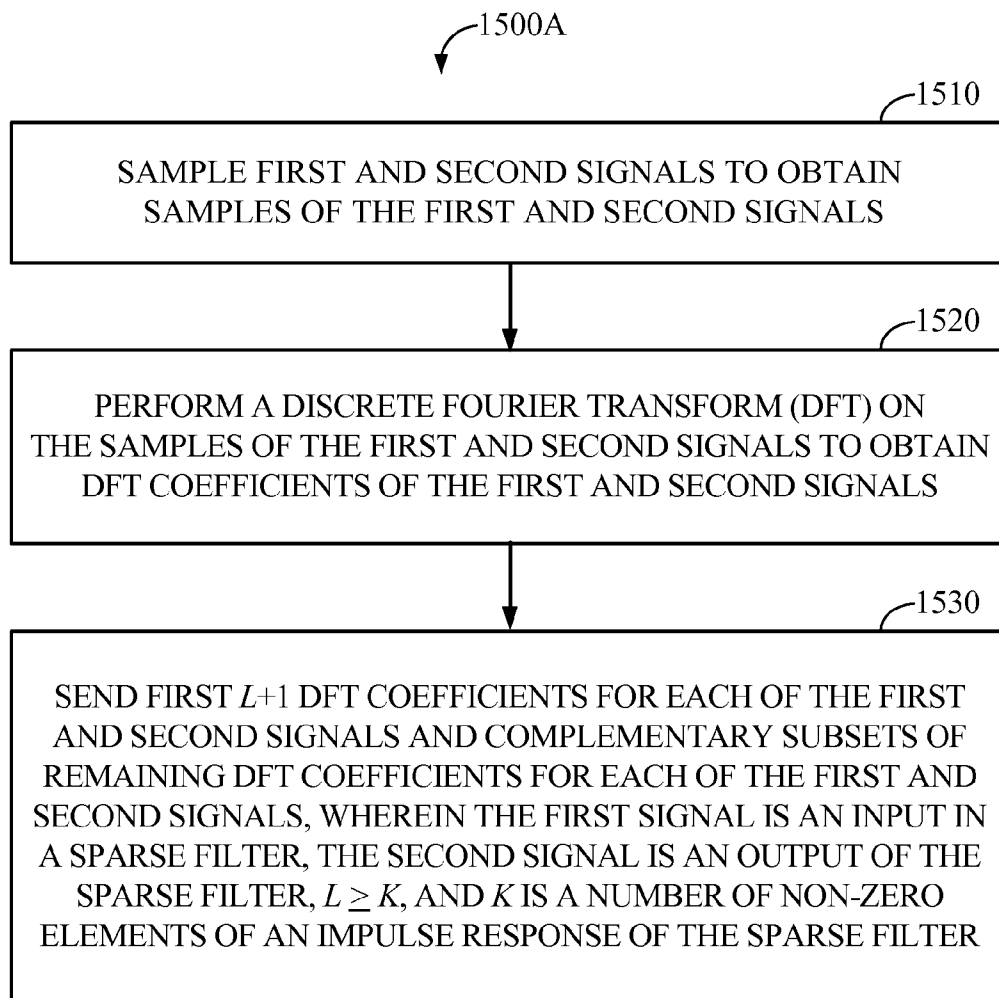 1500A
1510
SAMPLE FIRST AND SECOND SIGNALS TO OBTAIN
SAMPLES OF THE FIRST AND SECOND SIGNALS
1520
PERFORM A DISCRETE FOURIER TRANSFORM (DFT) ON
THE SAMPLES OF THE FIRST AND SECOND SIGNALS TO OBTAIN
DFT COEFFICIENTS OF THE FIRST AND SECOND SIGNALS
1530
SEND FIRST L+1 DFT COEFFICIENTS FOR EACH OF THE FIRST
AND SECOND SIGNALS AND COMPLEMENTARY SUBSETS OF
REMAINING DFT COEFFICIENTS FOR EACH OF THE FIRST AND
SECOND SIGNALS, WHEREIN THE FIRST SIGNAL IS AN INPUT IN
A SPARSE FILTER, THE SECOND SIGNAL IS AN OUTPUT OF THE
SPARSE FILTER, L ≥ K, AND K IS A NUMBER OF NON-ZERO
ELEMENTS OF AN IMPULSE RESPONSE OF THE SPARSE FILTER